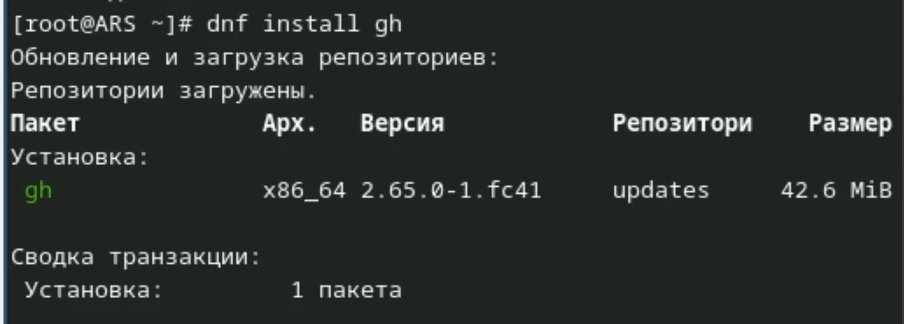 [root@ARS ~]# dnf install gh
Обновление и загрузка репозиториев:
Репозитории загружены.
Пакет Арх. Версия Репозитори Размер
Установка:
gh x86_64 2.65.0-1.fc41 updates 42.6 MiB
Сводка транзакции:
Установка: 1 пакета